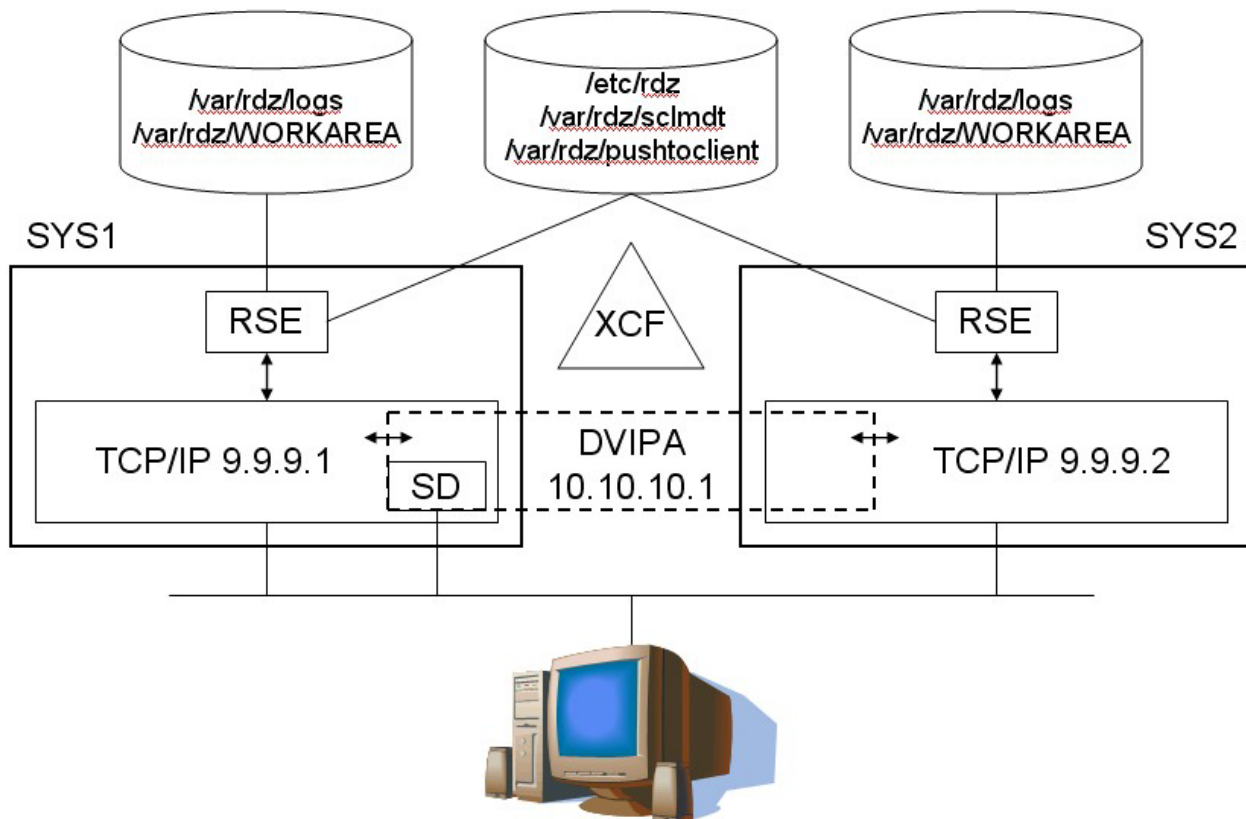 /var/rdz/logs
/var/rdz/WORKAREA
/etc/rdz
/var/rdz/sclmdt
/var/rdz/pushtoclient
/var/rdz/logs
/var/rdz/WORKAREA
SYS1
SYS2
RSE
XCF
RSE
TCP/IP 9.9.9.1
SD
DVIPA
10.10.10.1
TCP/IP 9.9.9.2